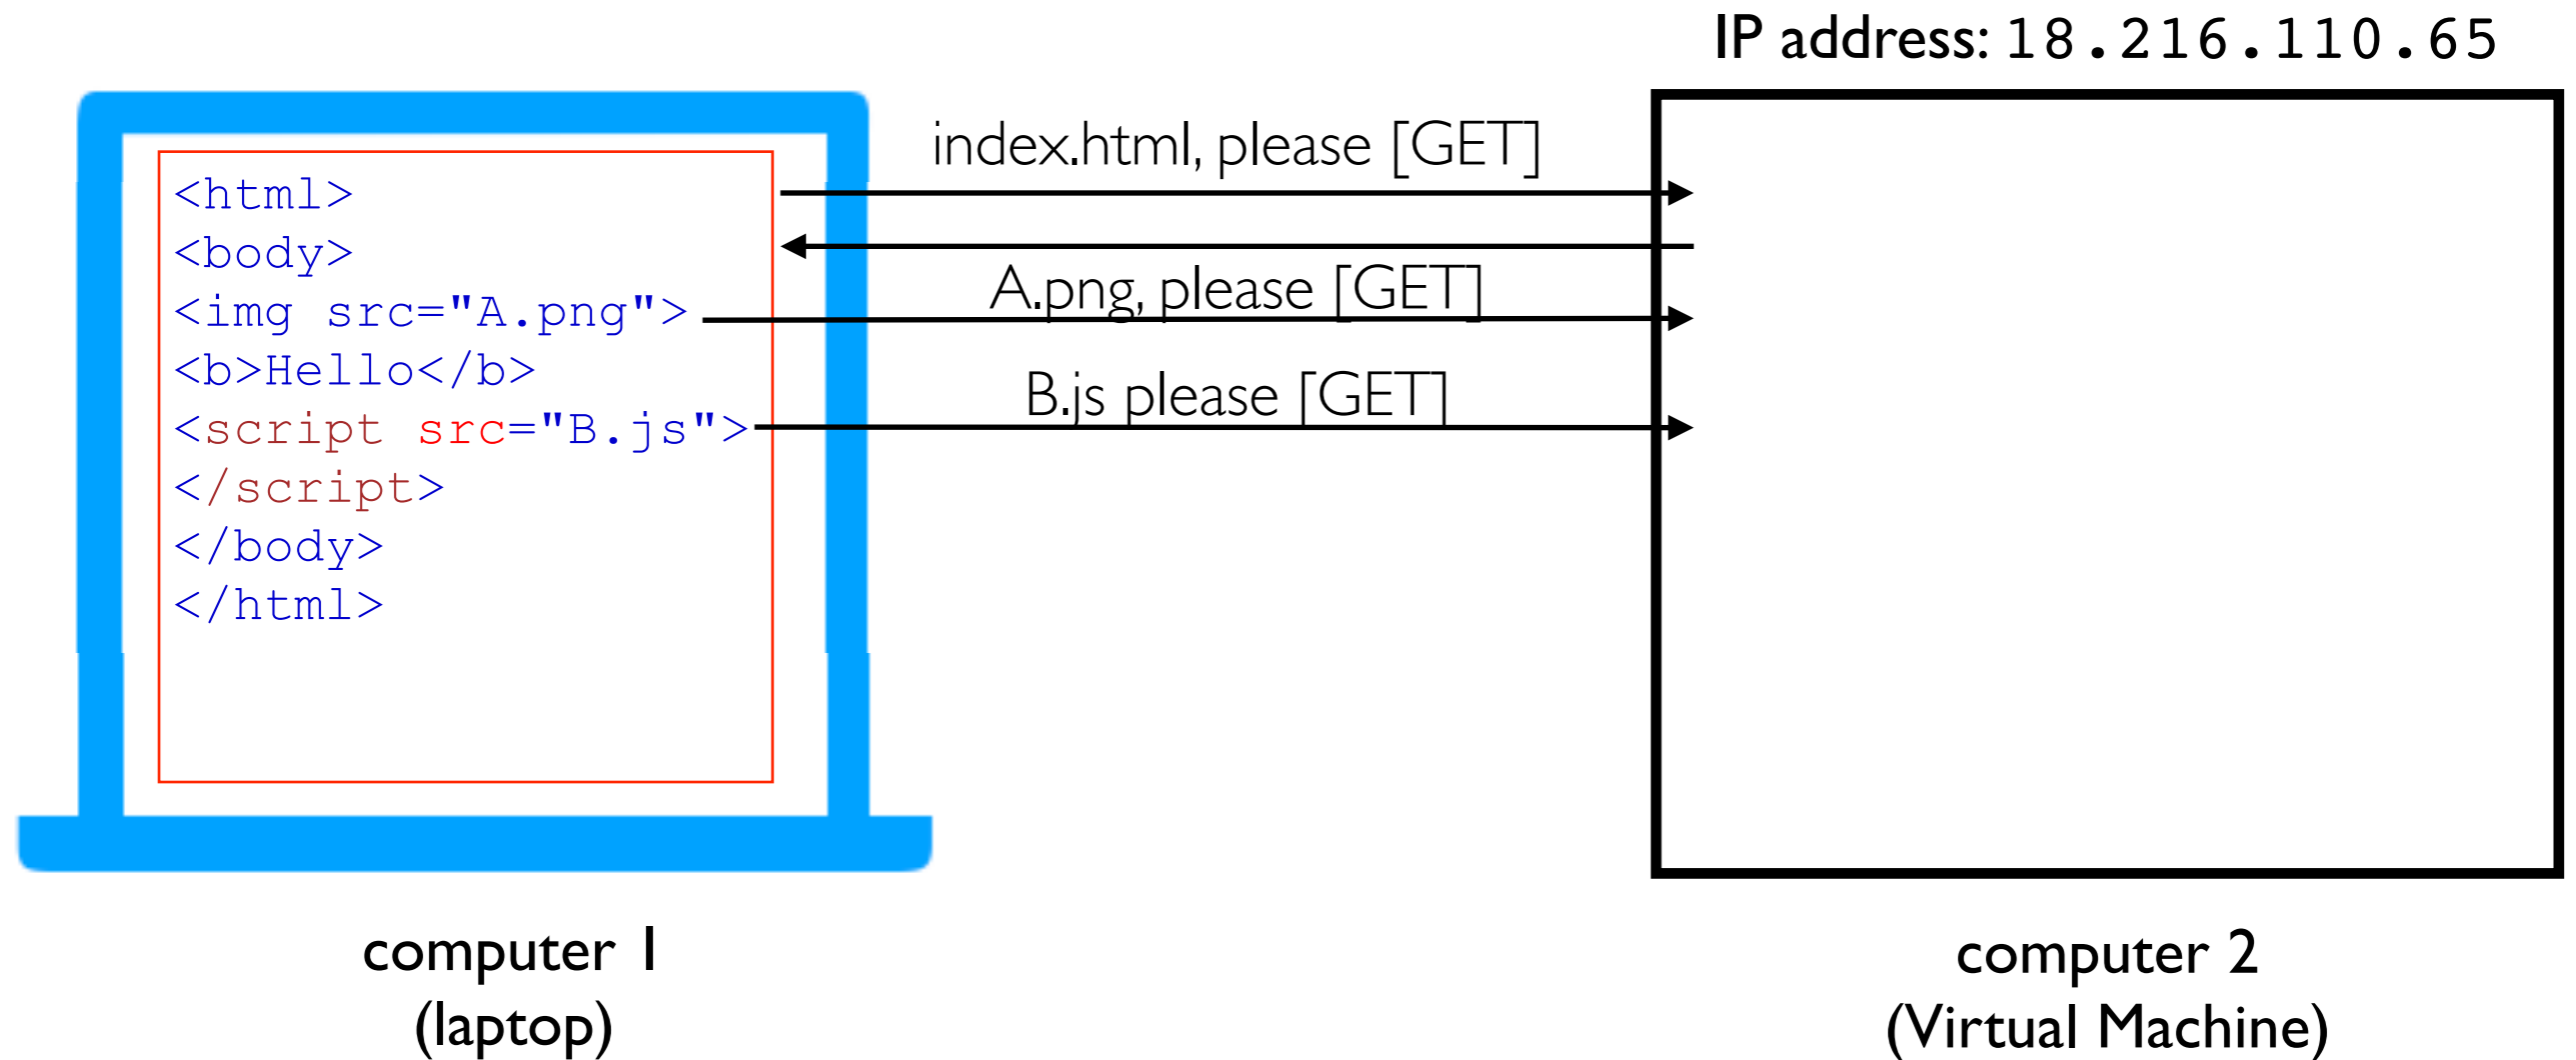 IP address: 18.216.110.65
index.html, please [GET]
<html>
<body>
A.png, please [GET]
<img src="A.png">
<b>Hello</b>
B.js please [GET]
<script src="B.js">
</script>
</body>
</html>
computer 1
(laptop)
computer 2
(Virtual Machine)